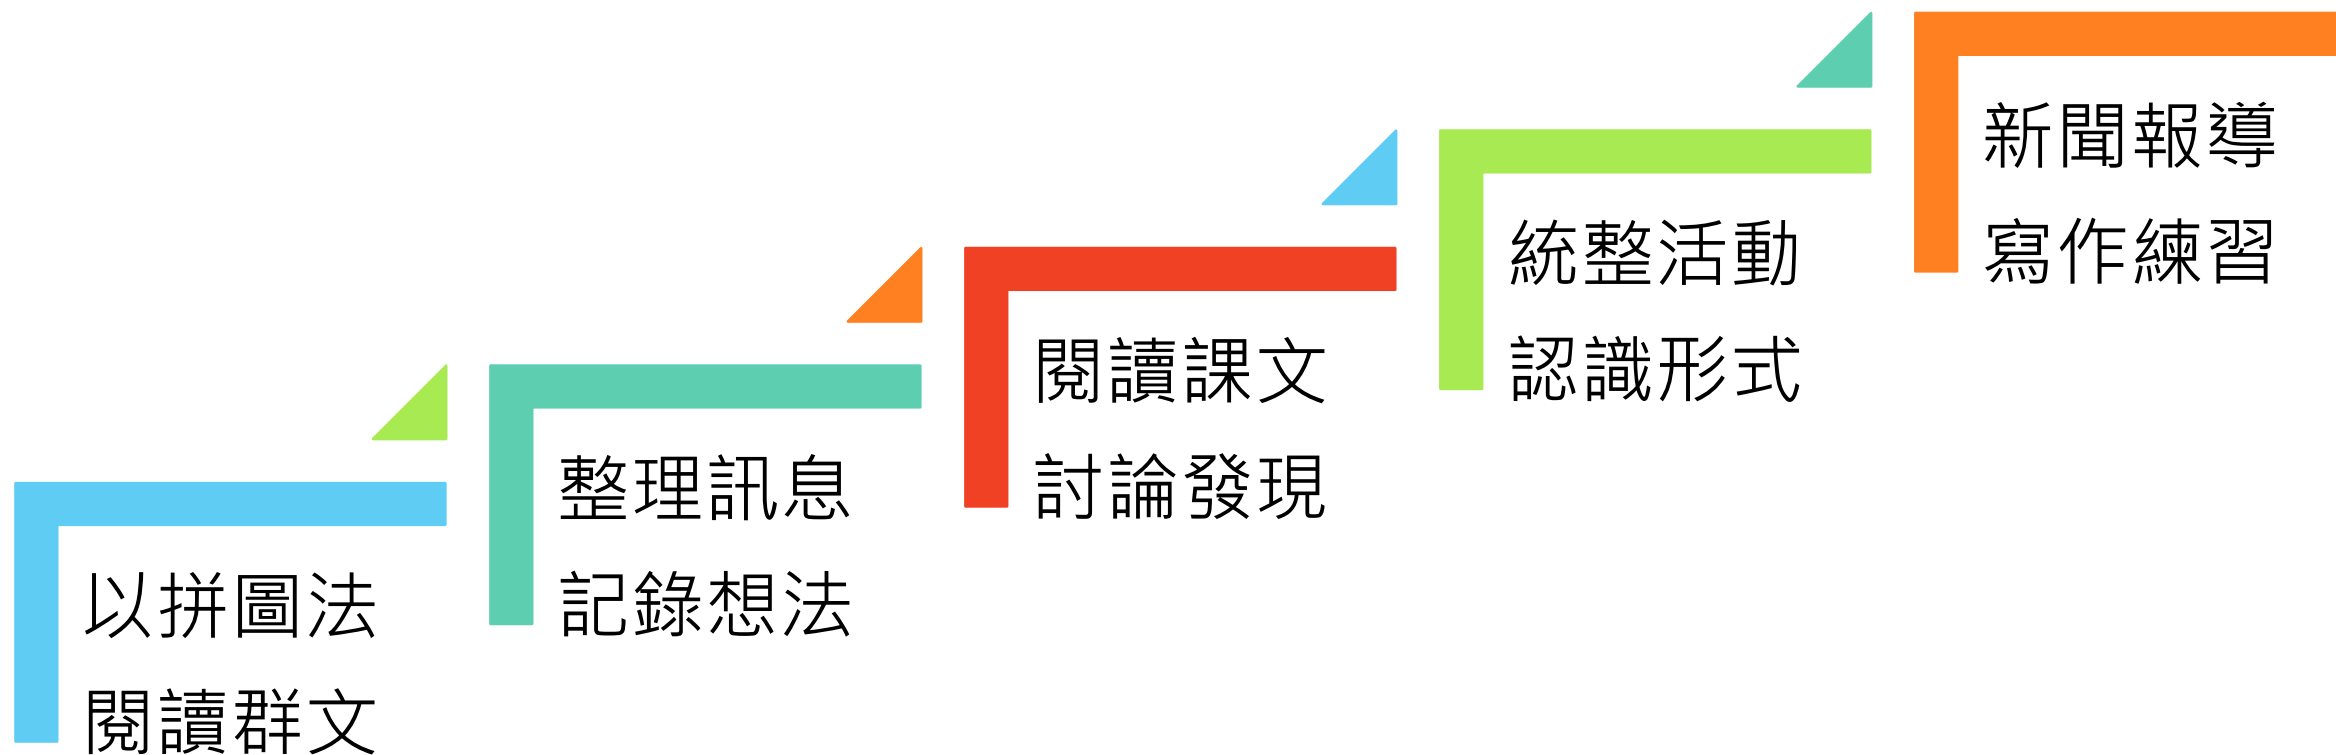 以拼圖法
閱讀群文
整理訊息
記錄想法
閱讀課文
討論發現
統整活動
認識形式
新聞報導
寫作練習